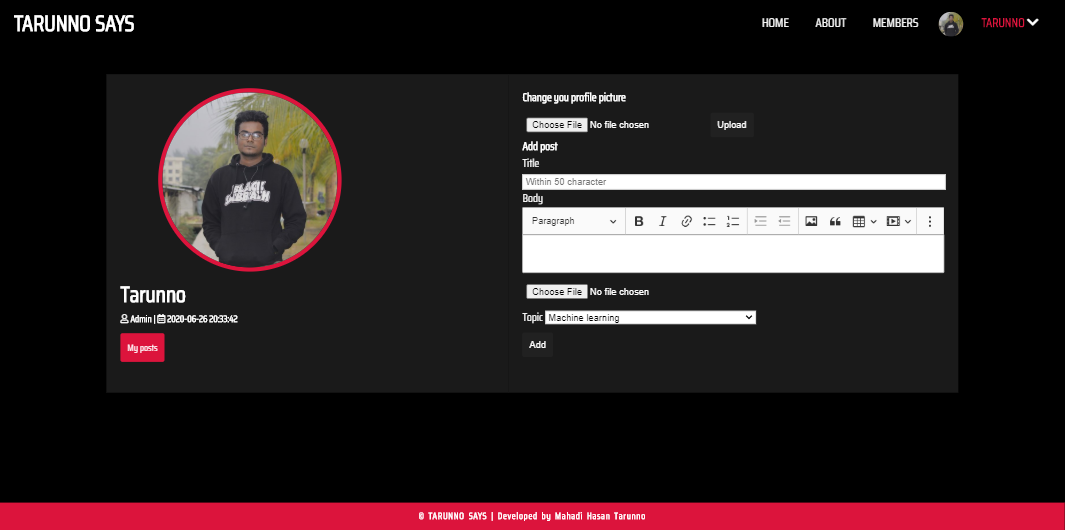 TARUNNO SAYS
HOME ABOUT MEMBERS TARUNNO
Change you profile picture
Choose File No file chosen Upload
Add post
Title
Within 50 character
Body
Paragraph B I
Choose File No file chosen
Topic Machine learning
Add
BLACK
SABBATH
Tarunno
Admin | 2020-06-26 20:33:42
My posts
© TARUNNO SAYS | Developed by Mahadi Hasan Tarunno